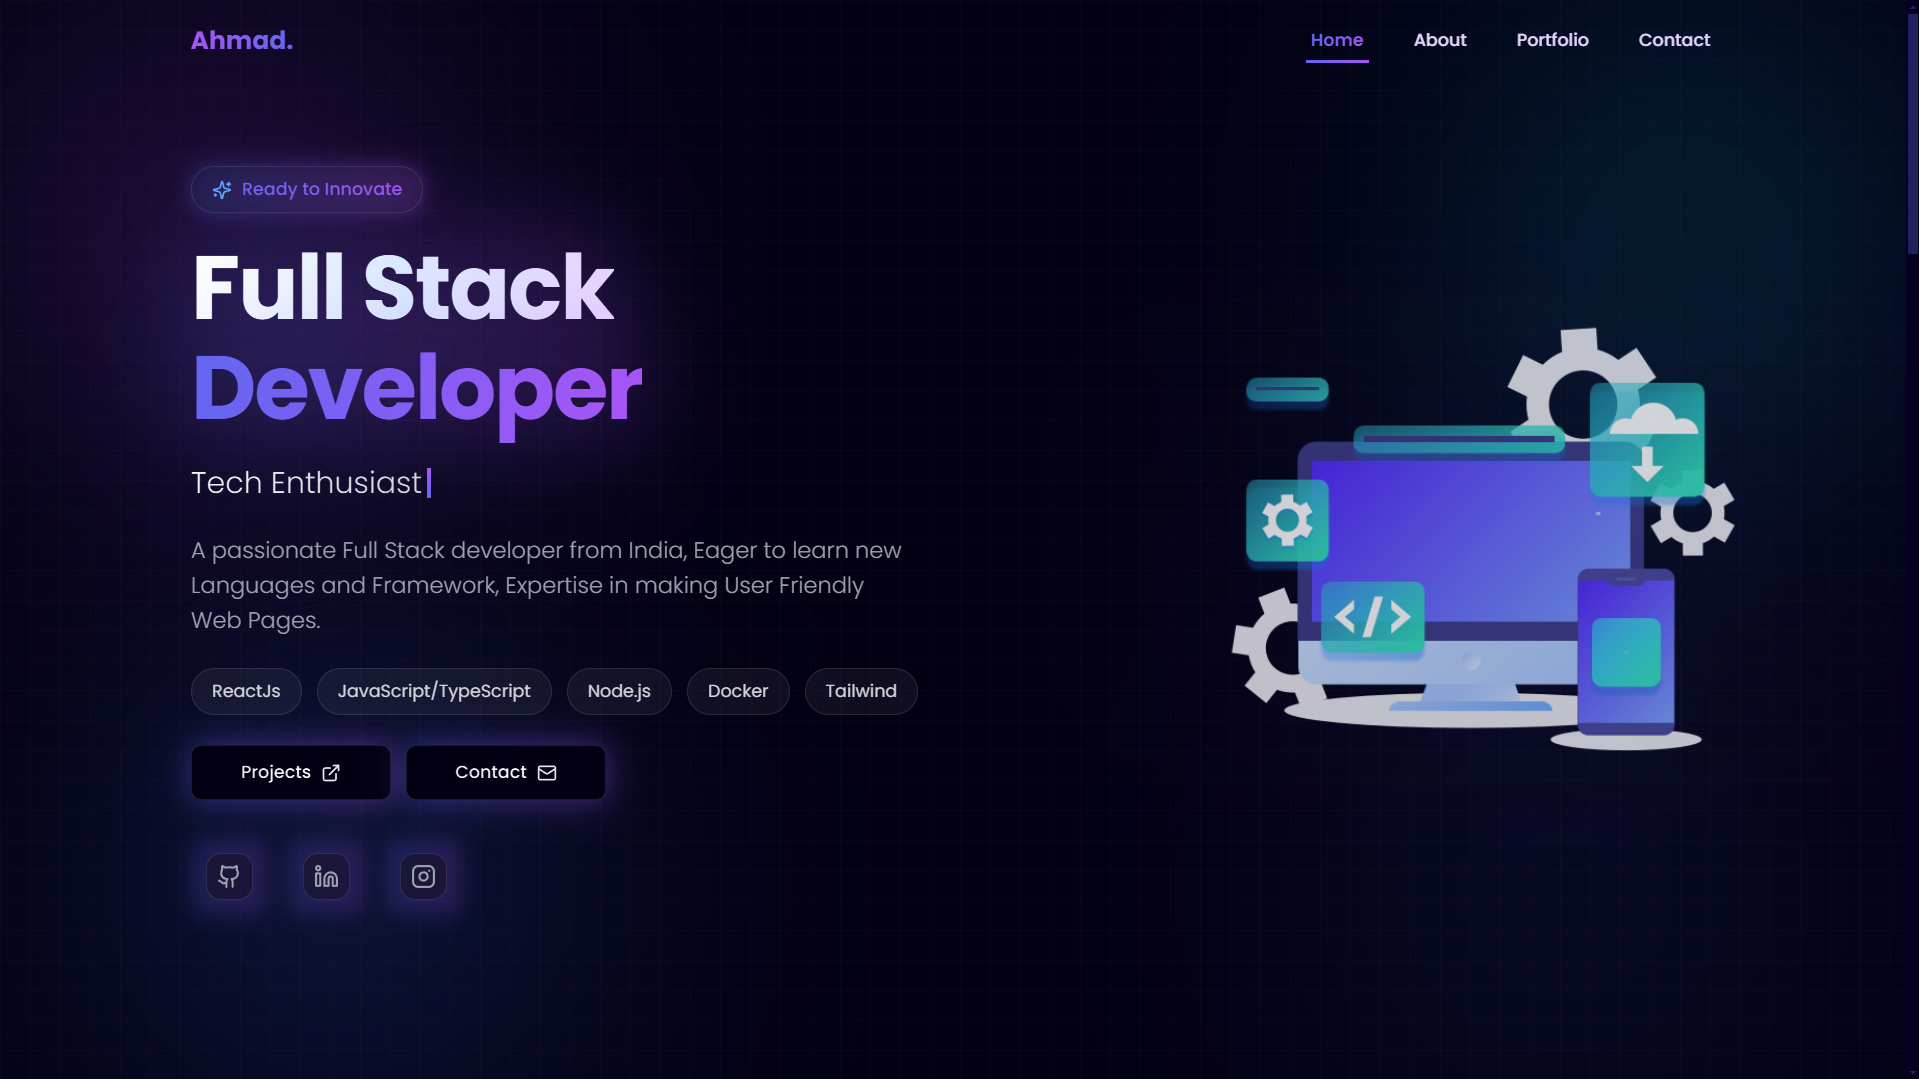 Ahmad.
Home
About
Portfolio
Contact
Ready to Innovate
Full Stack
Developer
Tech Enthusiast
A passionate Full Stack developer from India, Eager to learn new
Languages and Framework, Expertise in making User Friendly
Web Pages.
ReactJs
JavaScript/TypeScript
Node.js
Docker
Tailwind
Projects
Contact